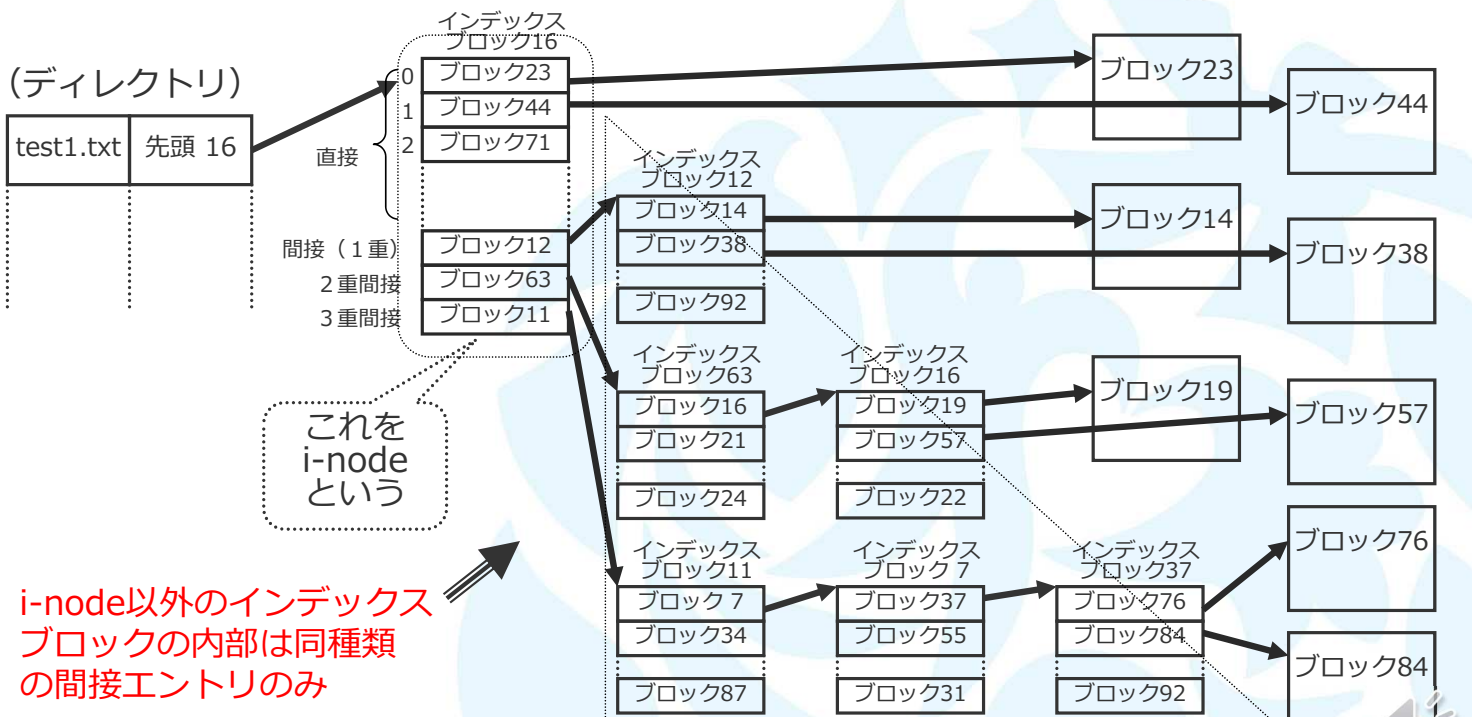 インデックス
ブロック16
(ディレクトリ)
test1.txt 先頭 16
直接
0 ブロック23
1 ブロック44
2 ブロック71
間接（１重） ブロック12
２重間接 ブロック63
３重間接 ブロック11
これを
i-node
という
インデックス
ブロック12
ブロック14
ブロック38
ブロック92
ブロック23
ブロック44
ブロック14
ブロック38
インデックス
ブロック63
ブロック16
ブロック21
ブロック24
インデックス
ブロック16
ブロック19
ブロック57
ブロック22
ブロック19
ブロック57
インデックス
ブロック11
ブロック 7
ブロック34
ブロック87
インデックス
ブロック 7
ブロック37
ブロック55
ブロック31
インデックス
ブロック37
ブロック76
ブロック84
ブロック92
ブロック76
ブロック84
i-node以外のインデックス
ブロックの内部は同種類
の間接エントリのみ